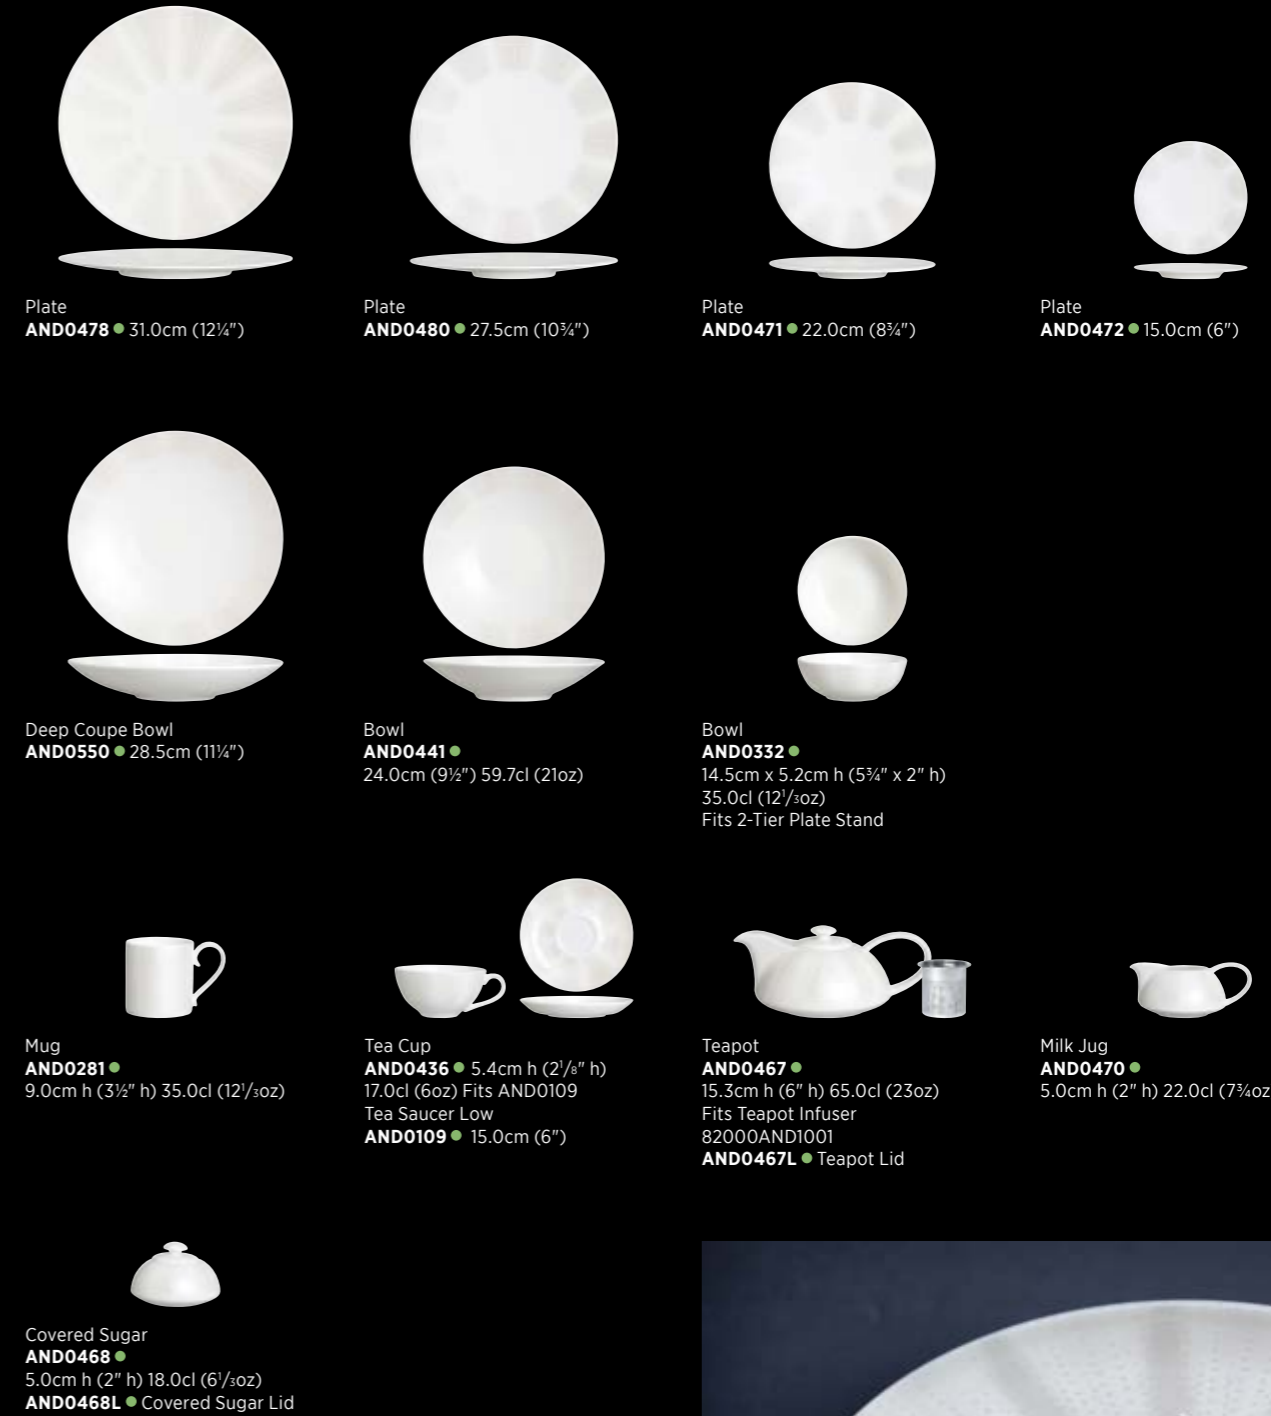 Plate
AND0478 ● 31.0cm (12¼")
Plate
AND0480 ● 27.5cm (10¾")
Plate
AND0471 ● 22.0cm (8¾")
Plate
AND0472 ● 15.0cm (6")
Deep Coupe Bowl
AND0550 ● 28.5cm (11¼")
Bowl
AND0441 ●
24.0cm (9½") 59.7cl (21oz)
Bowl
AND0332 ●
14.5cm x 5.2cm h (5¾" x 2" h)
35.0cl (12¹/₃oz)
Fits 2-Tier Plate Stand
Mug
AND0281 ●
9.0cm h (3½" h) 35.0cl (12¹/₃oz)
Tea Cup
AND0436 ● 5.4cm h (2¹/₈" h)
17.0cl (6oz) Fits AND0109
Tea Saucer Low
AND0109 ● 15.0cm (6")
Teapot
AND0467 ●
15.3cm h (6" h) 65.0cl (23oz)
Fits Teapot Infuser
82000AND1001
AND0467L ● Teapot Lid
Milk Jug
AND0470 ●
5.0cm h (2" h) 22.0cl (7¾oz
Covered Sugar
AND0468 ●
5.0cm h (2" h) 18.0cl (6¹/₃oz)
AND0468L ● Covered Sugar Lid